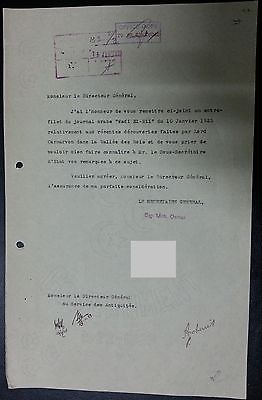 Monsieur le Directeur Général,
J'ai l'honneur de vous remettre ci-joint un entre-
filet du journal arabe "Wadi El-Nil" du 10 Janvier 1923
relativement aux récentes découvertes faites par Lord
Carnarvon dans la Vallée des Rois et de vous prier de
vouloir bien faire connaître à Mr. le Sous-Secrétaire
d'Etat vos remarques à ce sujet.
Veuillez agréer, Monsieur le Directeur Général,
l'assurance de ma parfaite considération.
LE SECRETAIRE GENERAL,
Monsieur le Directeur Général
du Service des Antiquités.